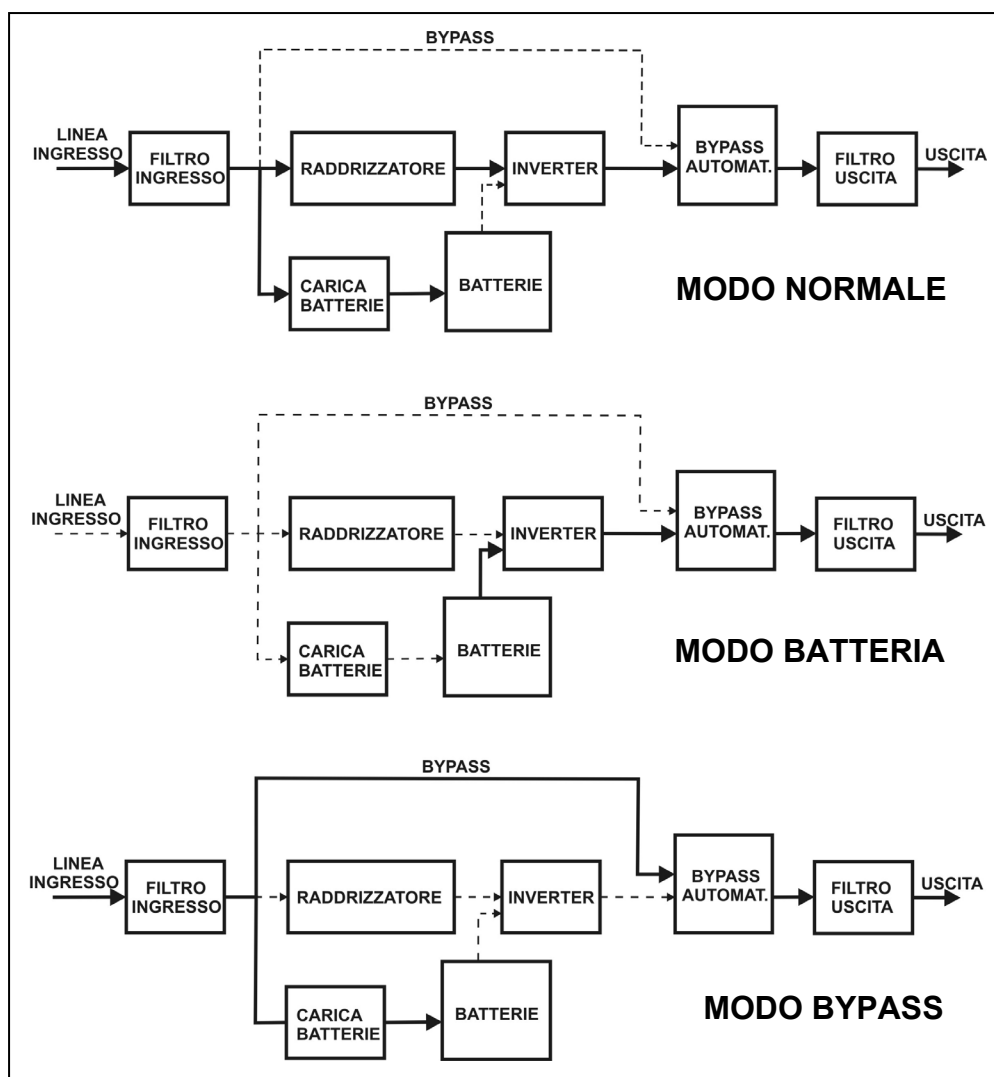 BYPASS
LINEA
INGRESSO
FILTRO
INGRESSO
RADDRIZZATORE
INVERTER
BYPASS
AUTOMAT.
FILTRO
USCITA
USCITA
CARICA
BATTERIE
BATTERIE
MODO NORMALE
BYPASS
LINEA
INGRESSO
FILTRO
INGRESSO
RADDRIZZATORE
INVERTER
BYPASS
AUTOMAT.
FILTRO
USCITA
USCITA
CARICA
BATTERIE
BATTERIE
MODO BATTERIA
BYPASS
LINEA
INGRESSO
FILTRO
INGRESSO
RADDRIZZATORE
INVERTER
BYPASS
AUTOMAT.
FILTRO
USCITA
USCITA
CARICA
BATTERIE
BATTERIE
MODO BYPASS